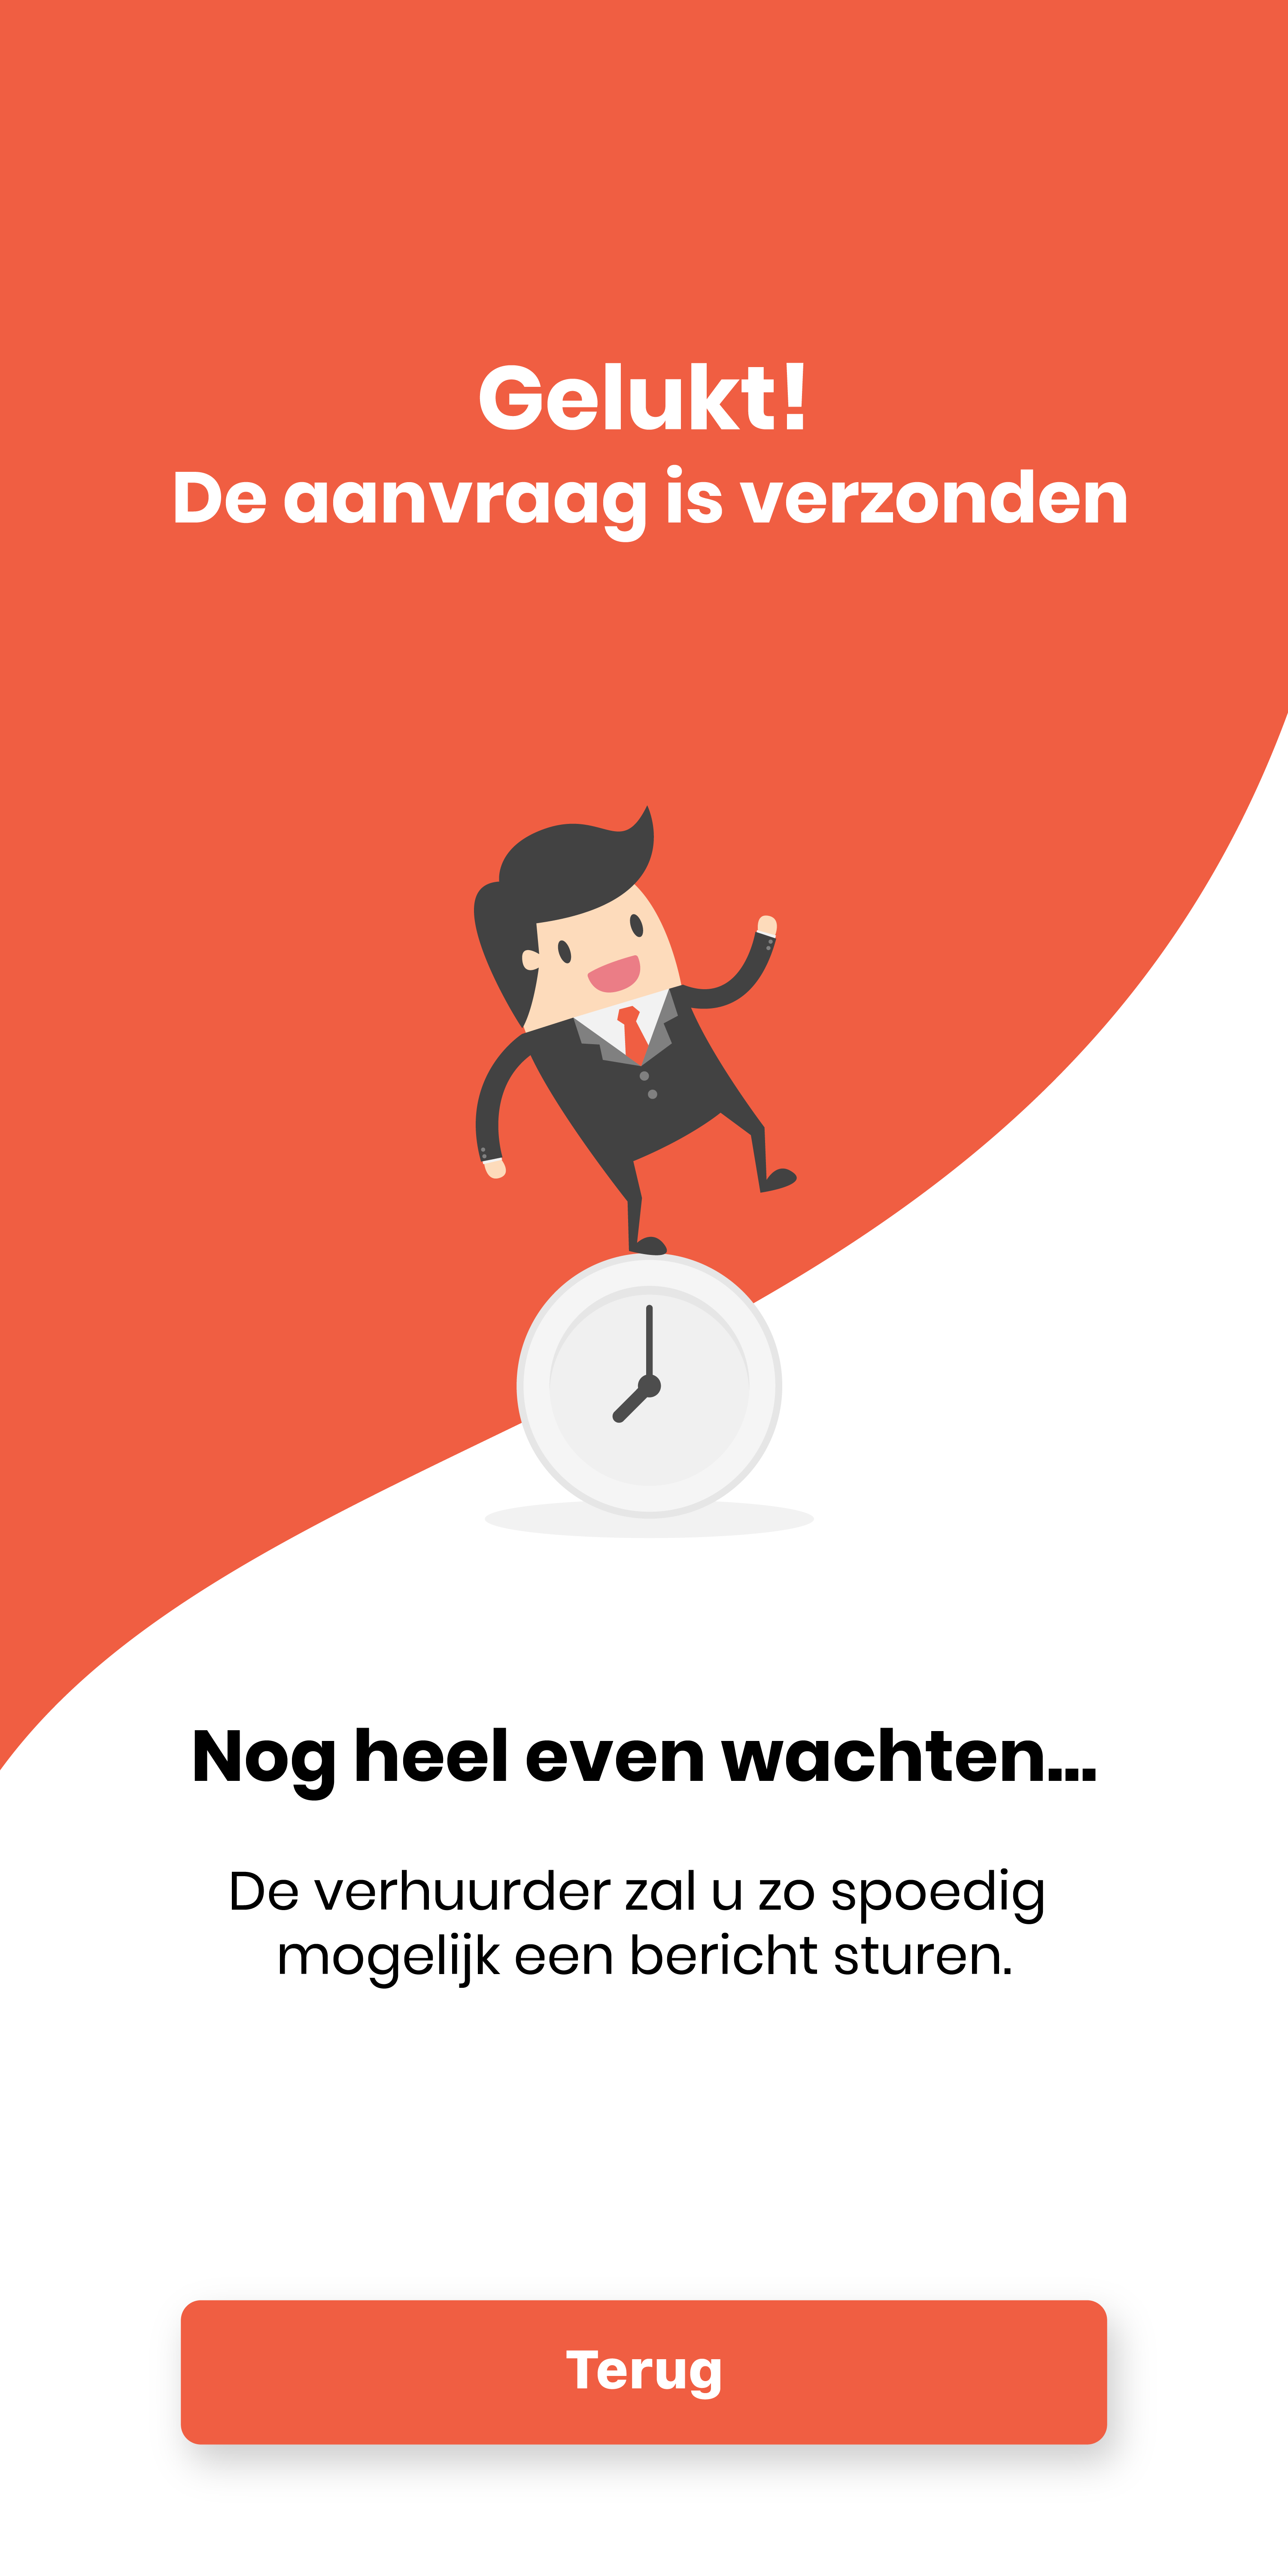 Gelukt!
De aanvraag is verzonden
Nog heel even wachten...
De verhuurder zal u zo spoedig
mogelijk een bericht sturen.
Terug